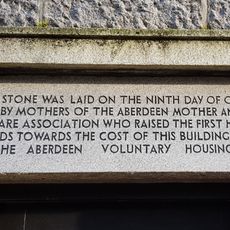 STONE WAS LAID ON THE NINTH DAY OF
BY MOTHERS OF THE ABERDEEN MOTHER AN
ARE ASSOCIATION WHO RAISED THE FIRST H
DS TOWARDS THE COST OF THIS BUILDING
HE ABERDEEN VOLUNTARY HOUSING